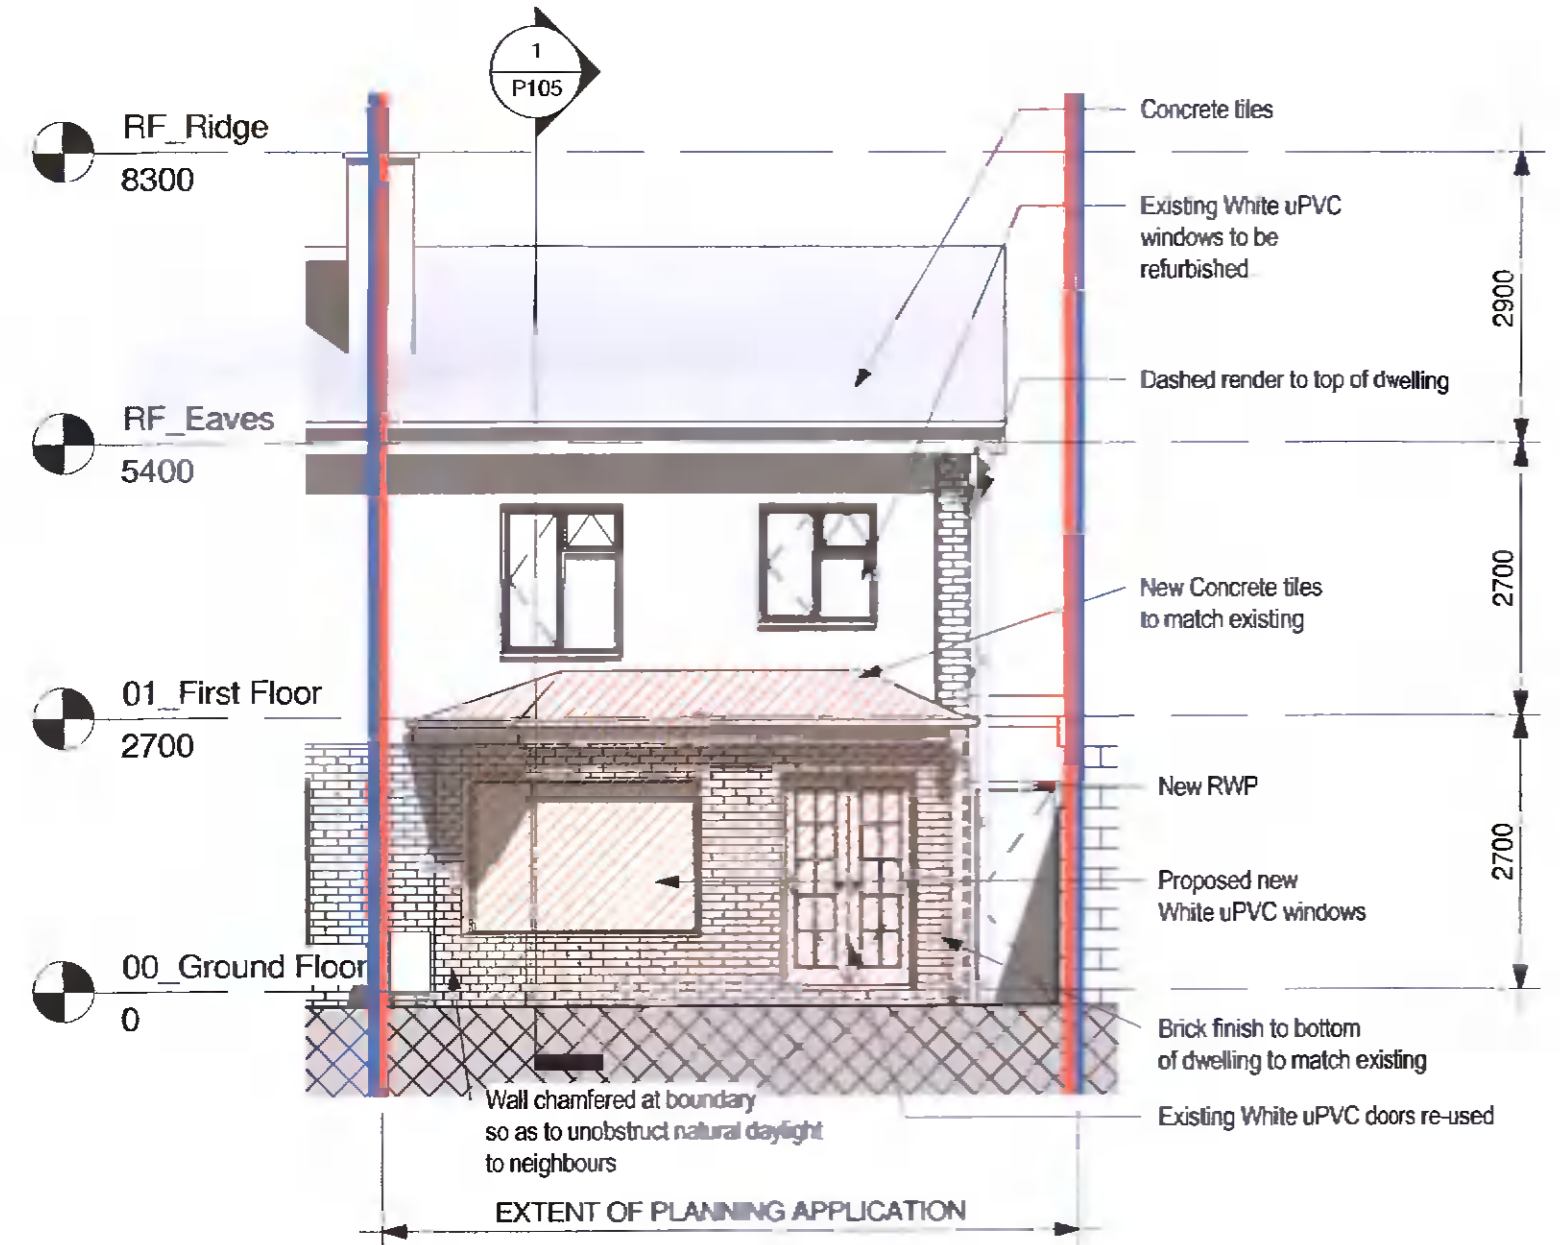 1
P105
RF_Ridge
8300
Concrete tiles
Existing White uPVC
windows to be
refurbished
2900
Dashed render to top of dwelling
RF_Eaves
5400
New Concrete tiles
to match existing
2700
01_First Floor
2700
New RWP
2700
Proposed new
White uPVC windows
00_Ground Floor
0
Brick finish to bottom
of dwelling to match existing
Existing White uPVC doors re-used
Wall chamfered at boundary
so as to unobstruct natural daylight
to neighbours
EXTENT OF PLANNING APPLICATION